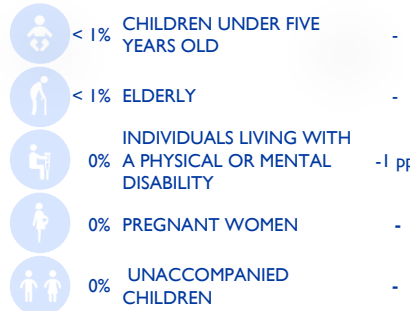 < 1% CHILDREN UNDER FIVE
YEARS OLD -
< 1% ELDERLY -
INDIVIDUALS LIVING WITH
0% A PHYSICAL OR MENTAL -1 pp
DISABILITY
0% PREGNANT WOMEN -
0% UNACCOMPANIED
CHILDREN -